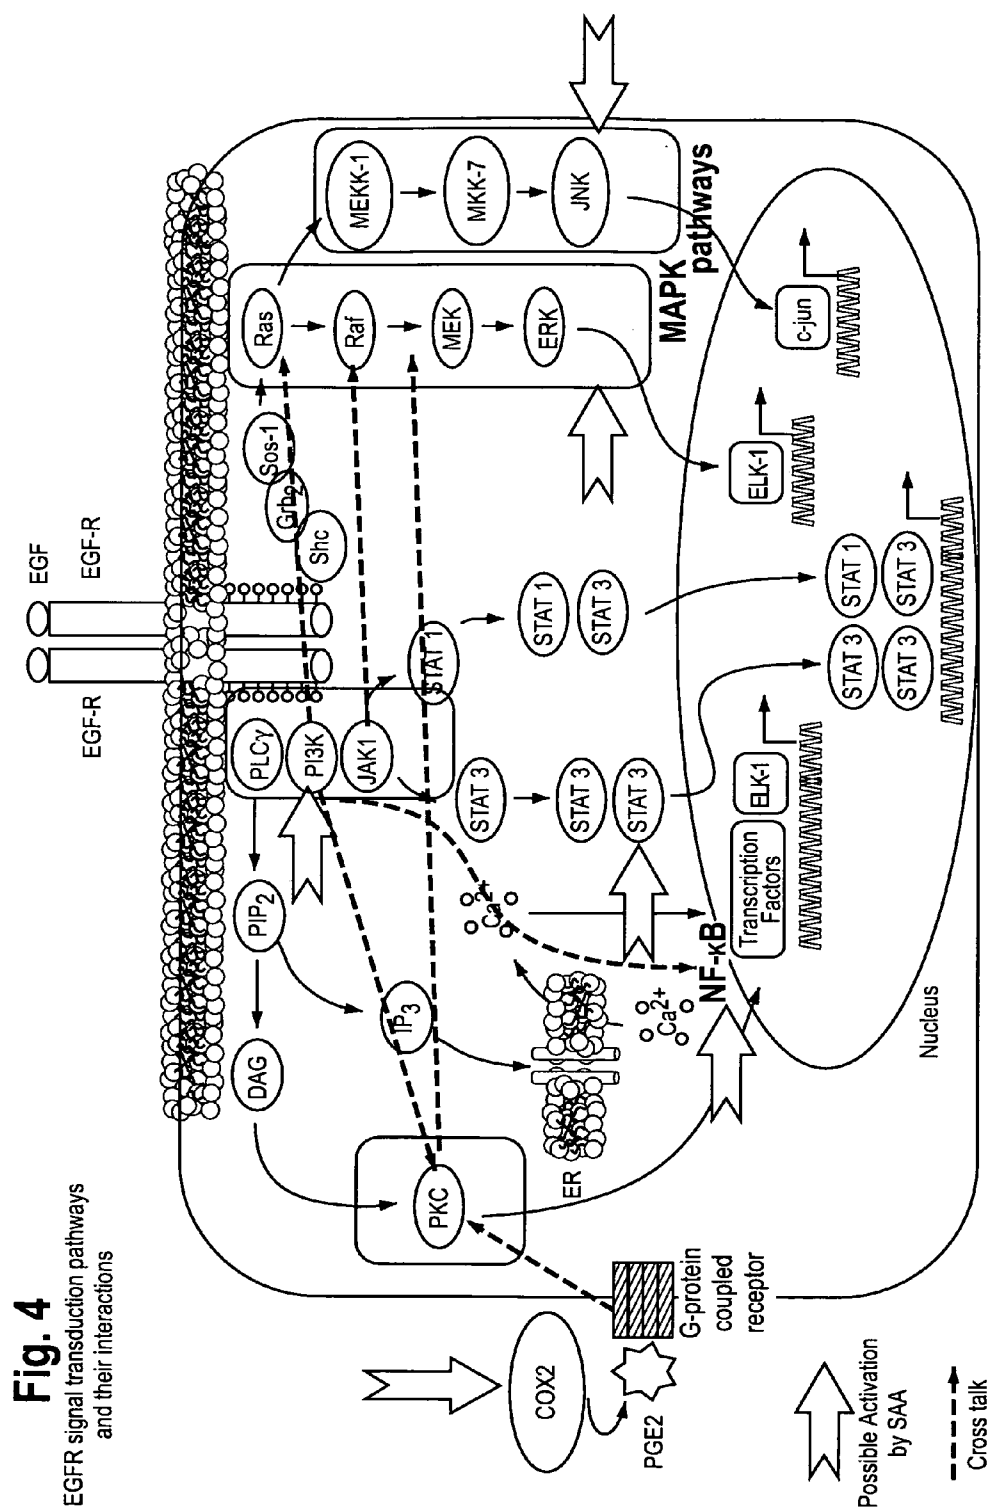 Fig. 4
EGFR signal transduction pathways
and their interactions
EGF
EGF-R
EGF-R
PLCγ
PI3K
JAK1
PIP2
DAG
IP3
PKC
Shc
Grb2
Sos-1
Ras
Raf
MEK
ERK
MEKK-1
MKK-7
JNK
MAPK
pathways
STAT 1
STAT 1
STAT 3
STAT 3
STAT 3
STAT 3
Ca2+
Ca2+
ER
NF-κB
Transcription
Factors
ELK-1
STAT 3
STAT 3
STAT 1
STAT 3
ELK-1
c-jun
Nucleus
COX2
PGE2
G-protein
coupled
receptor
Possible Activation
by SAA
Cross talk